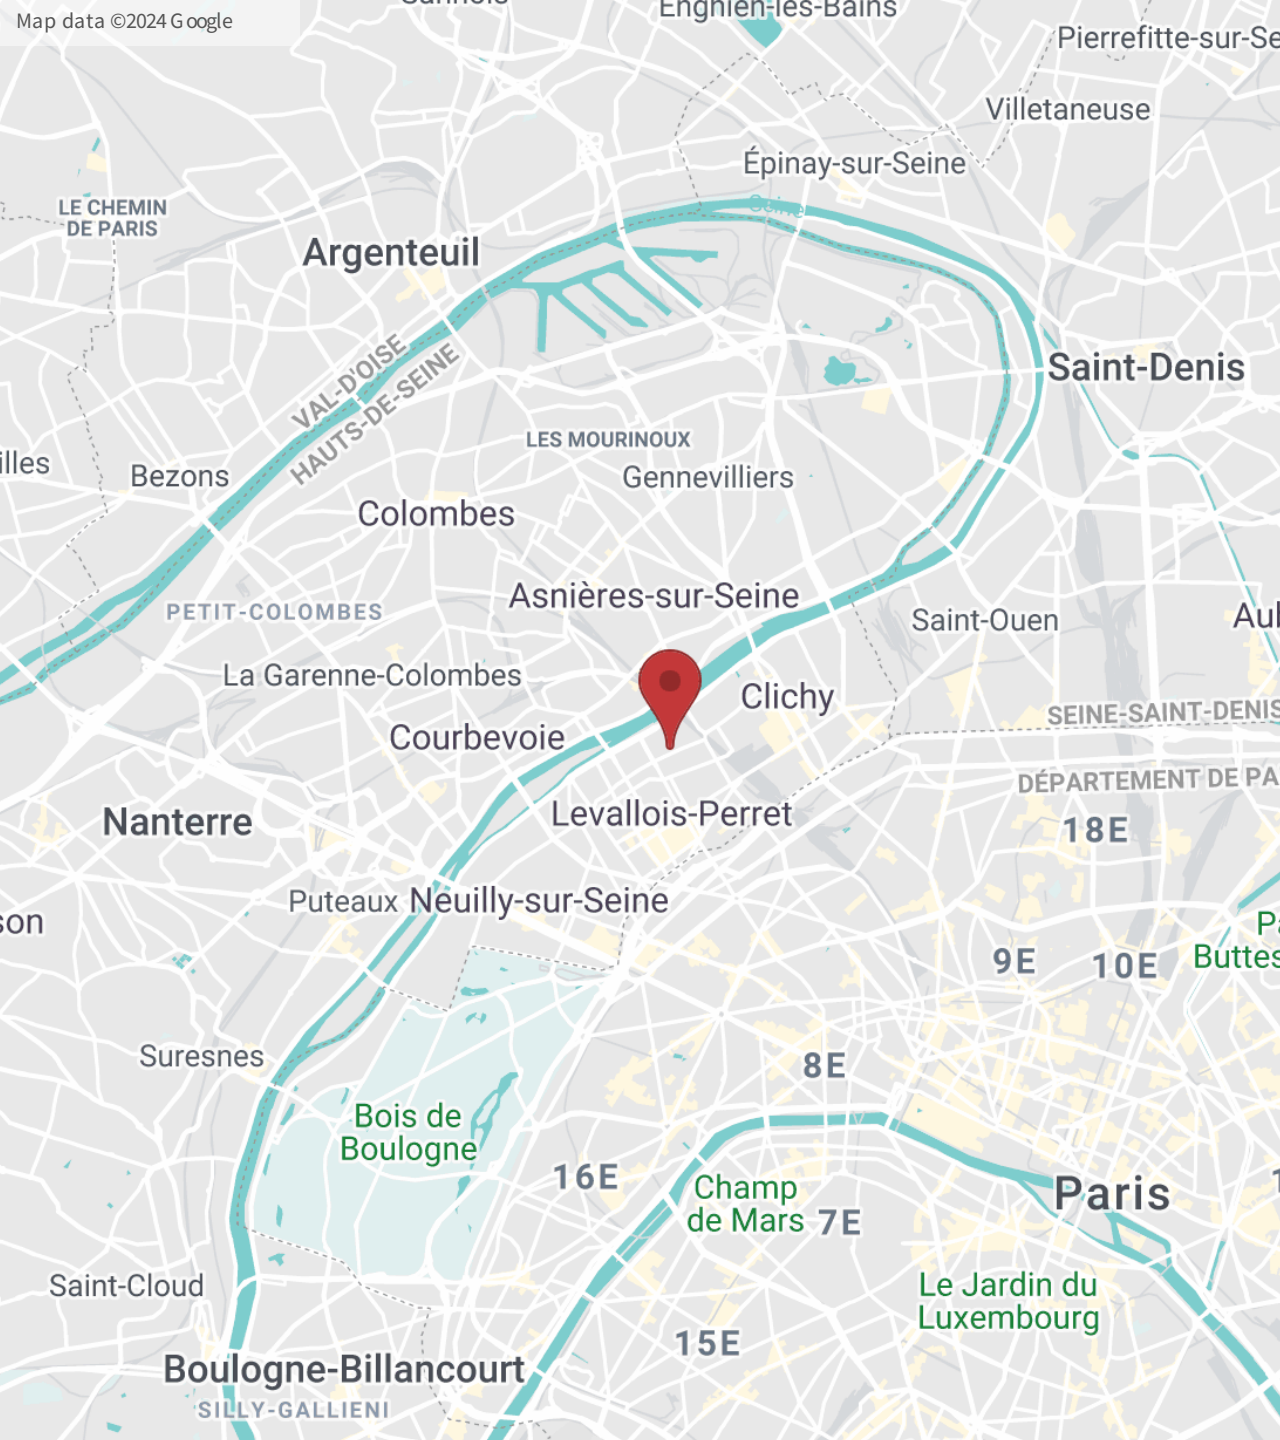 Map data ©2024 Google
Enghien-les-Bains
Pierrefitte-sur-Se
Villetaneuse
Épinay-sur-Seine
LE CHEMIN
DE PARIS
Seine
Argenteuil
VAL-D'OISE
HAUTS-DE-SEINE
Saint-Denis
LES MOURINOUX
illes
Bezons
Gennevilliers
Colombes
Asnières-sur-Seine
PETIT-COLOMBES
Saint-Ouen
Aub
La Garenne-Colombes
Clichy
SEINE-SAINT-DENIS
Courbevoie
DÉPARTEMENT DE PA
Nanterre
Levallois-Perret
18E
Puteaux
Neuilly-sur-Seine
son
Pa
Buttes
9E
10E
Suresnes
8E
Bois de
Boulogne
16E
Champ
de Mars
7E
Paris
1
Saint-Cloud
Le Jardin du
Luxembourg
15E
Boulogne-Billancourt
SILLY-GALLIENI